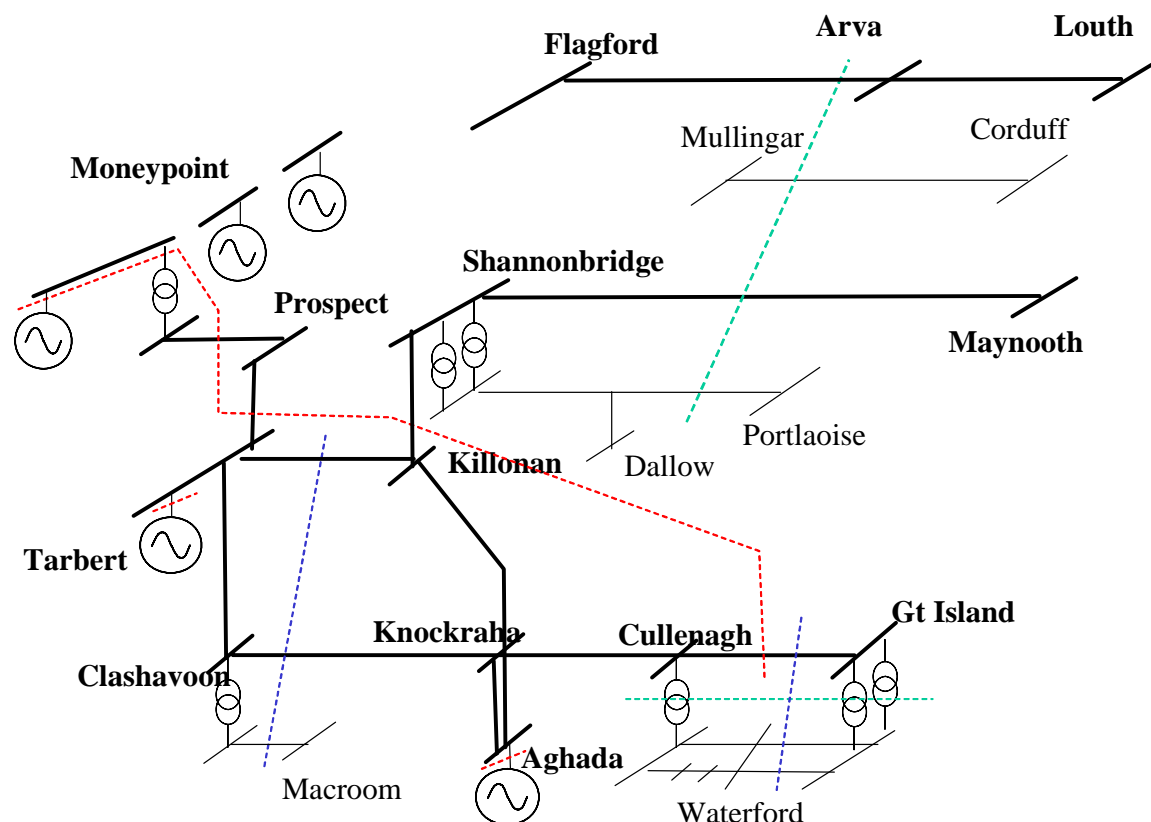 Arva
Louth
Flagford
Mullingar
Corduff
Moneypoint
Shannonbridge
Prospect
Maynooth
Portlaoise
Killonan
Dallow
Tarbert
Gt Island
Knockraha
Cullenagh
Clashavoon
Aghada
Macroom
Waterford